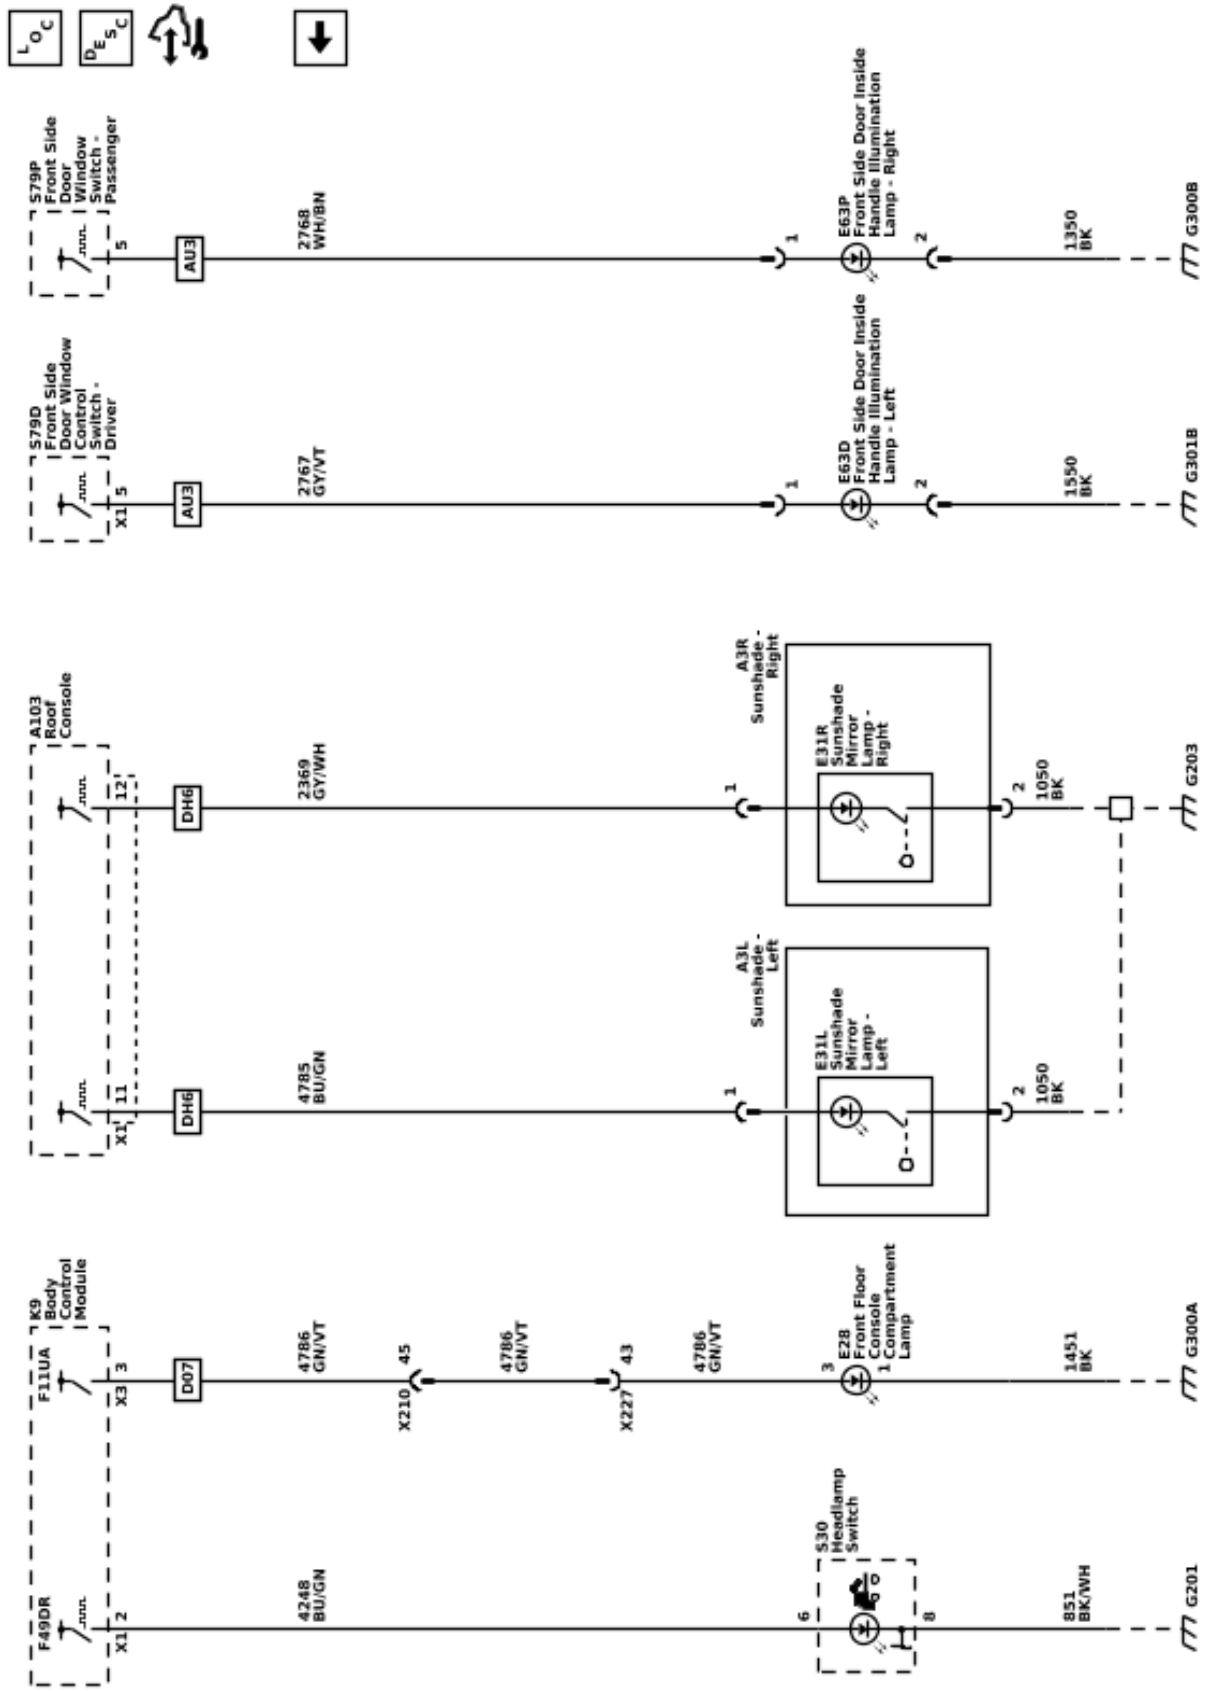 LOC
DESC
K9
Body
Control
Module
F49DR
X1 2
4248
BU/GN
S30
Headlamp
Switch
6
8
851
BK/WH
G201
F11UA
X3 3
D07
4786
GN/VT
X210
45
4786
GN/VT
X227
43
4786
GN/VT
3
E28
Front Floor
Console
Compartment
Lamp
1
1451
BK
G300A
A103
Roof
Console
X1 11
DH6
4785
BU/GN
1
A3L
Sunshade -
Left
E31L
Sunshade
Mirror
Lamp -
Left
2
1050
BK
12
DH6
2369
GY/WH
1
A3R
Sunshade -
Right
E31R
Sunshade
Mirror
Lamp -
Right
2
1050
BK
G203
S79D
Front Side
Door Window
Control
Switch -
Driver
X1 5
AU3
2767
GY/VT
1
E63D
Front Side Door Inside
Handle Illumination
Lamp - Left
2
1550
BK
G301B
S79P
Front Side
Door
Window
Switch -
Passenger
5
AU3
2768
WH/BN
1
E63P
Front Side Door Inside
Handle Illumination
Lamp - Right
2
1350
BK
G300B